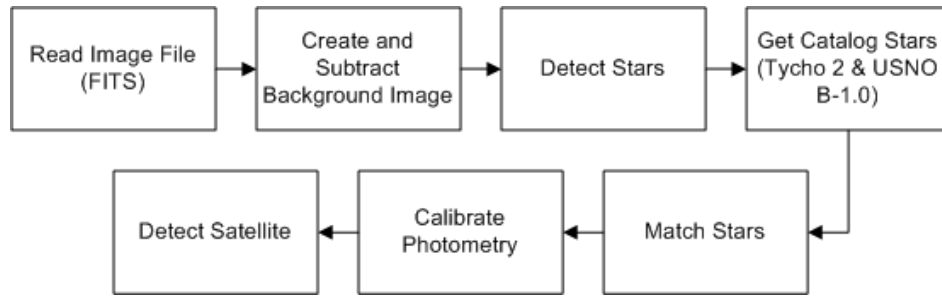 Read Image File
(FITS)
Create and
Subtract
Background Image
Detect Stars
Get Catalog Stars
(Tycho 2 & USNO
B-1.0)
Match Stars
Calibrate
Photometry
Detect Satellite